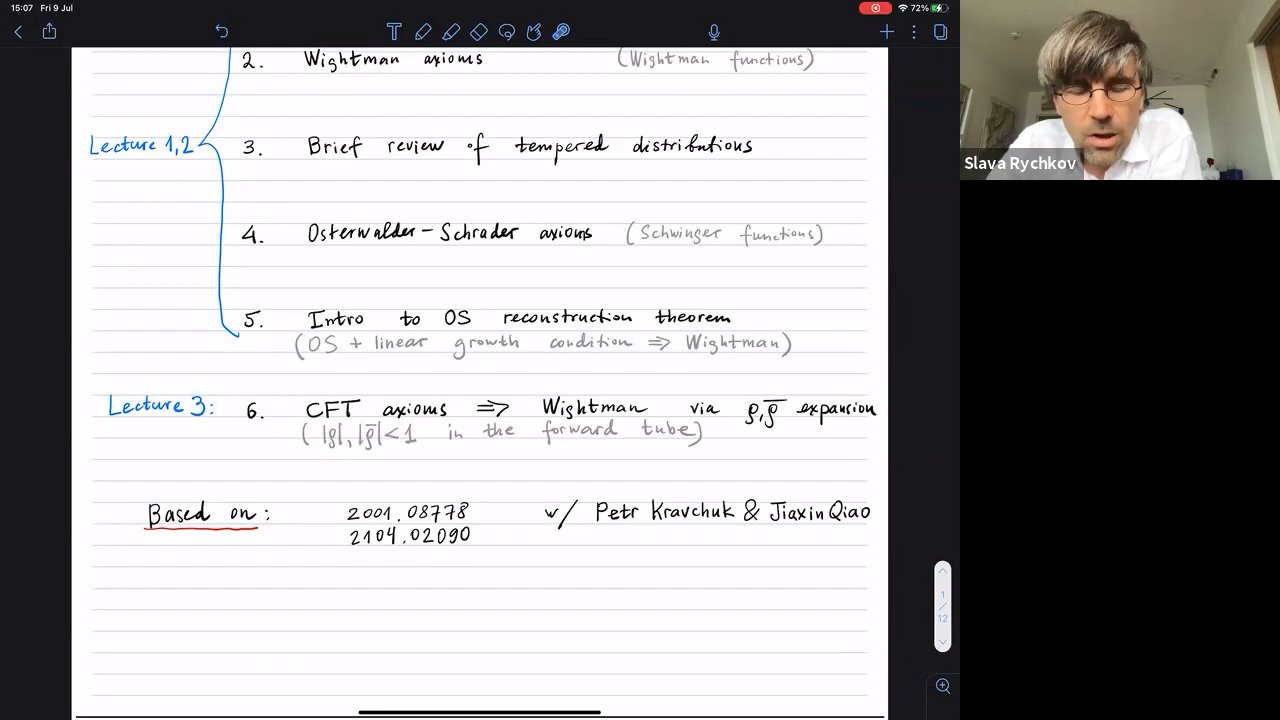 15:07 Fri 9 Jul
72%
2. Wightman axioms (Wightman functions)
Lecture 1,2
3. Brief review of tempered distributions
4. Osterwalder - Schrader axioms (Schwinger functions)
5. Intro to OS reconstruction theorem
(OS + linear growth condition ⇒ Wightman)
Lecture 3: 6. CFT axioms ⇒ Wightman via ρ,ρ̅ expansion
(|ρ|,|ρ̅|<1 in the forward tube)
Based on: 2001.08778 w/ Petr Kravchuk & Jiaxin Qiao
2104.02090
1
/
12
Slava Rychkov